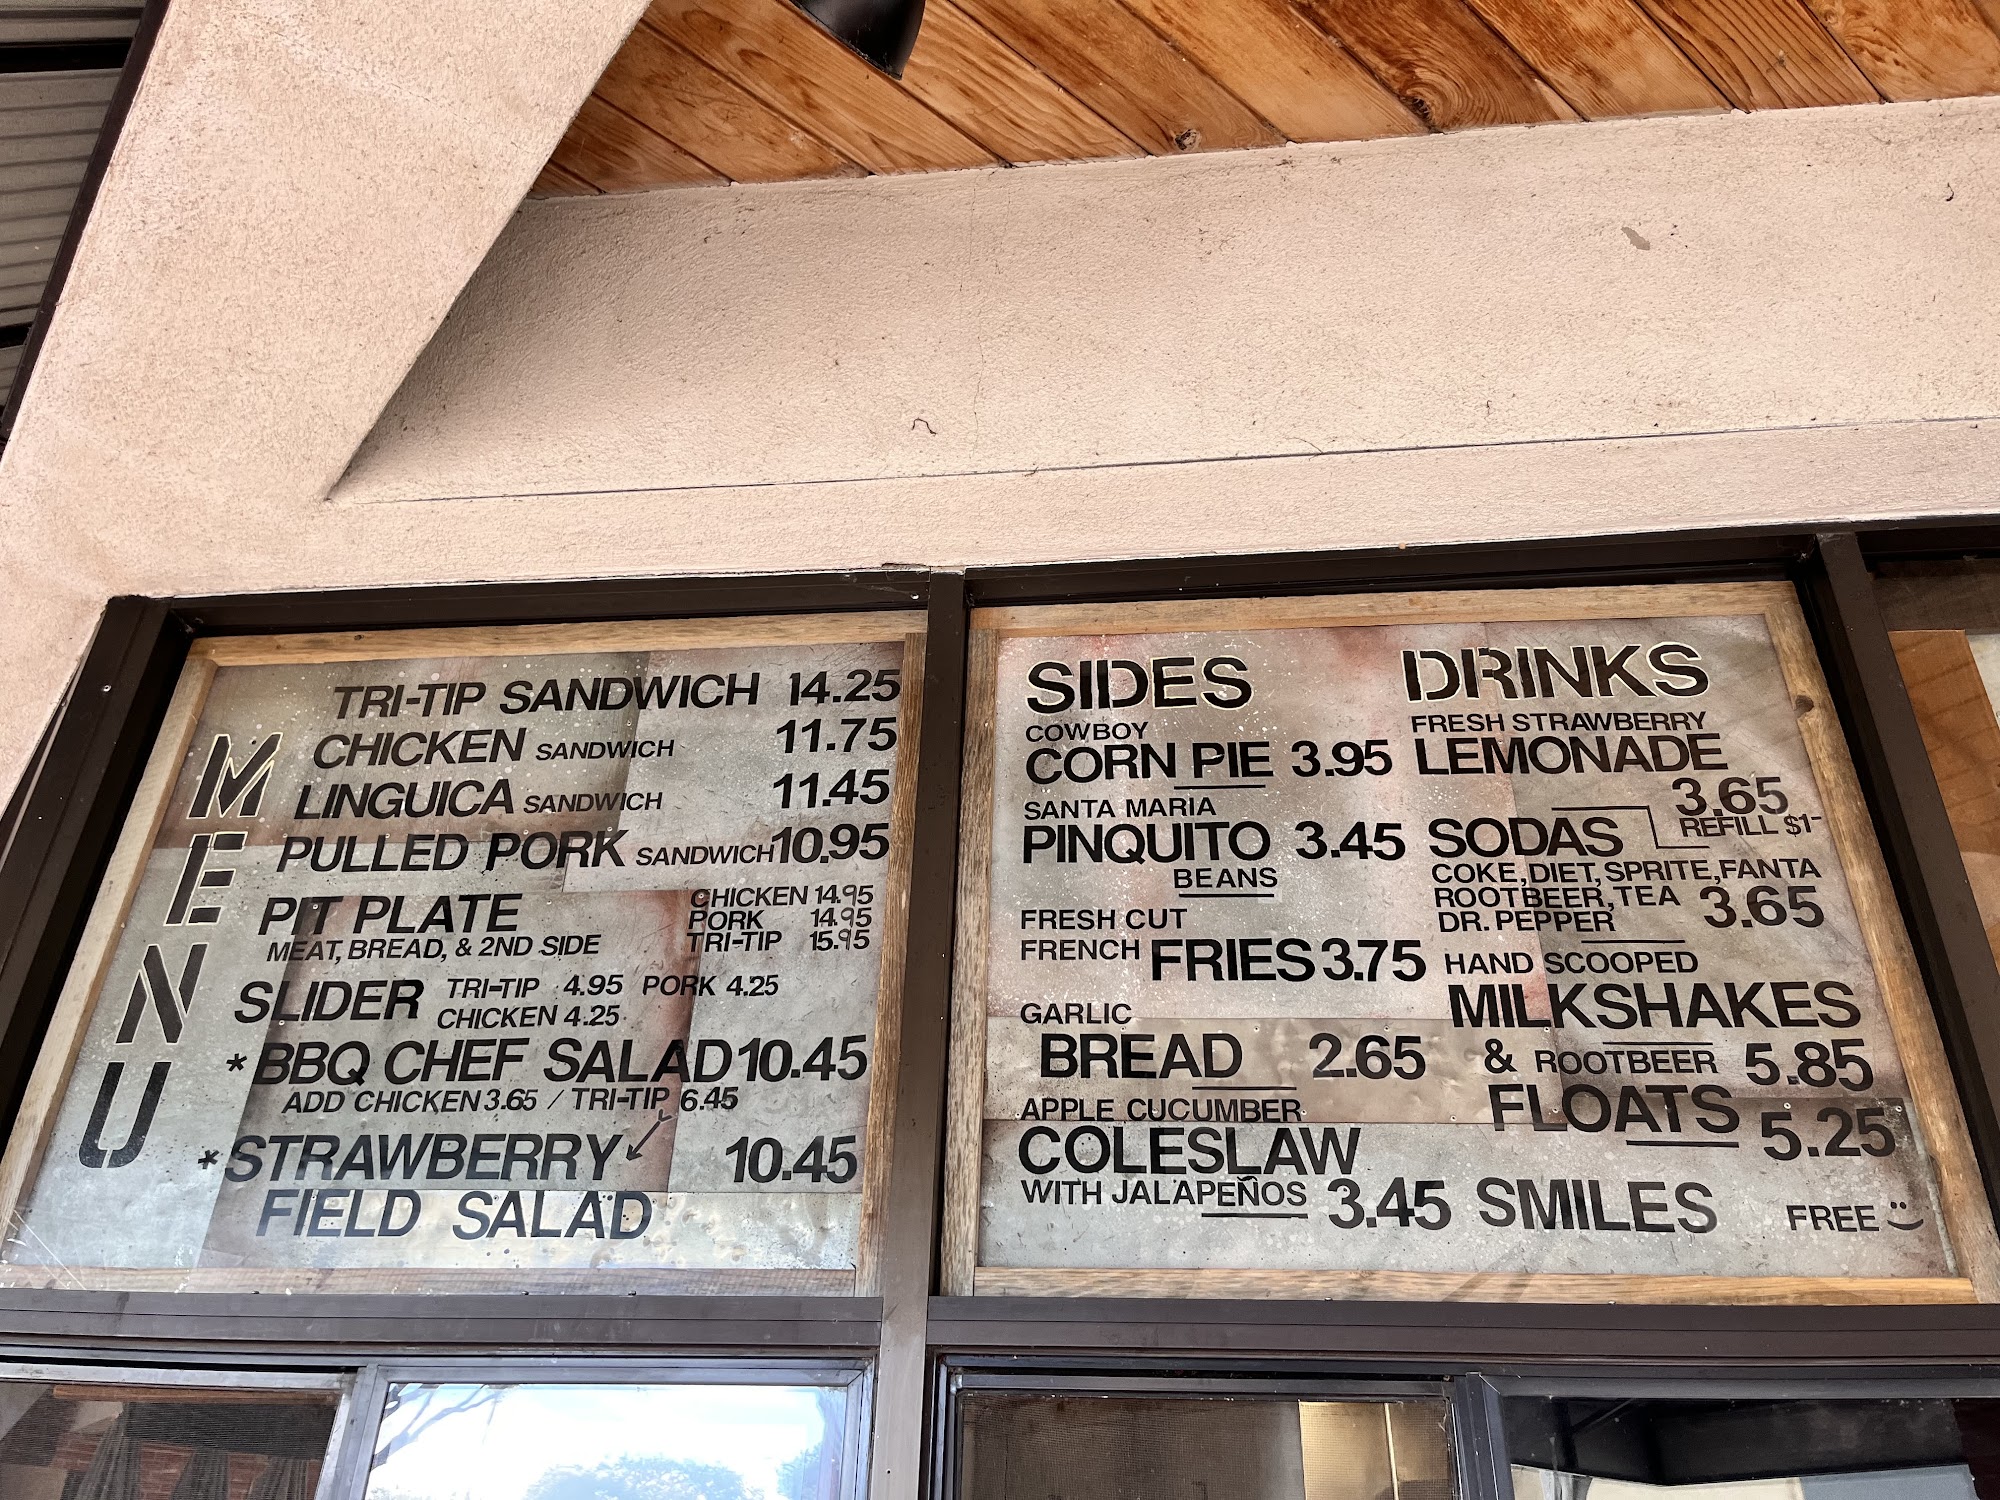 MENU
TRI-TIP SANDWICH 14.25
CHICKEN SANDWICH 11.75
LINGUICA SANDWICH 11.45
PULLED PORK SANDWICH 10.95
PIT PLATE
MEAT, BREAD, & 2ND SIDE
CHICKEN 14.95
PORK 14.95
TRI-TIP 15.95
SLIDER TRI-TIP 4.95 PORK 4.25
CHICKEN 4.25
*BBQ CHEF SALAD 10.45
ADD CHICKEN 3.65 / TRI-TIP 6.45
*STRAWBERRY 10.45
FIELD SALAD
SIDES
COWBOY
CORN PIE 3.95
SANTA MARIA
PINQUITO 3.45
BEANS
FRESH CUT
FRENCH FRIES 3.75
GARLIC
BREAD 2.65
APPLE CUCUMBER
COLESLAW
WITH JALAPEÑOS 3.45
DRINKS
FRESH STRAWBERRY
LEMONADE
3.65
REFILL $1-
SODAS
COKE, DIET, SPRITE, FANTA
ROOTBEER, TEA 3.65
DR. PEPPER
HAND SCOOPED
MILKSHAKES
& ROOTBEER 5.85
FLOATS 5.25
SMILES FREE